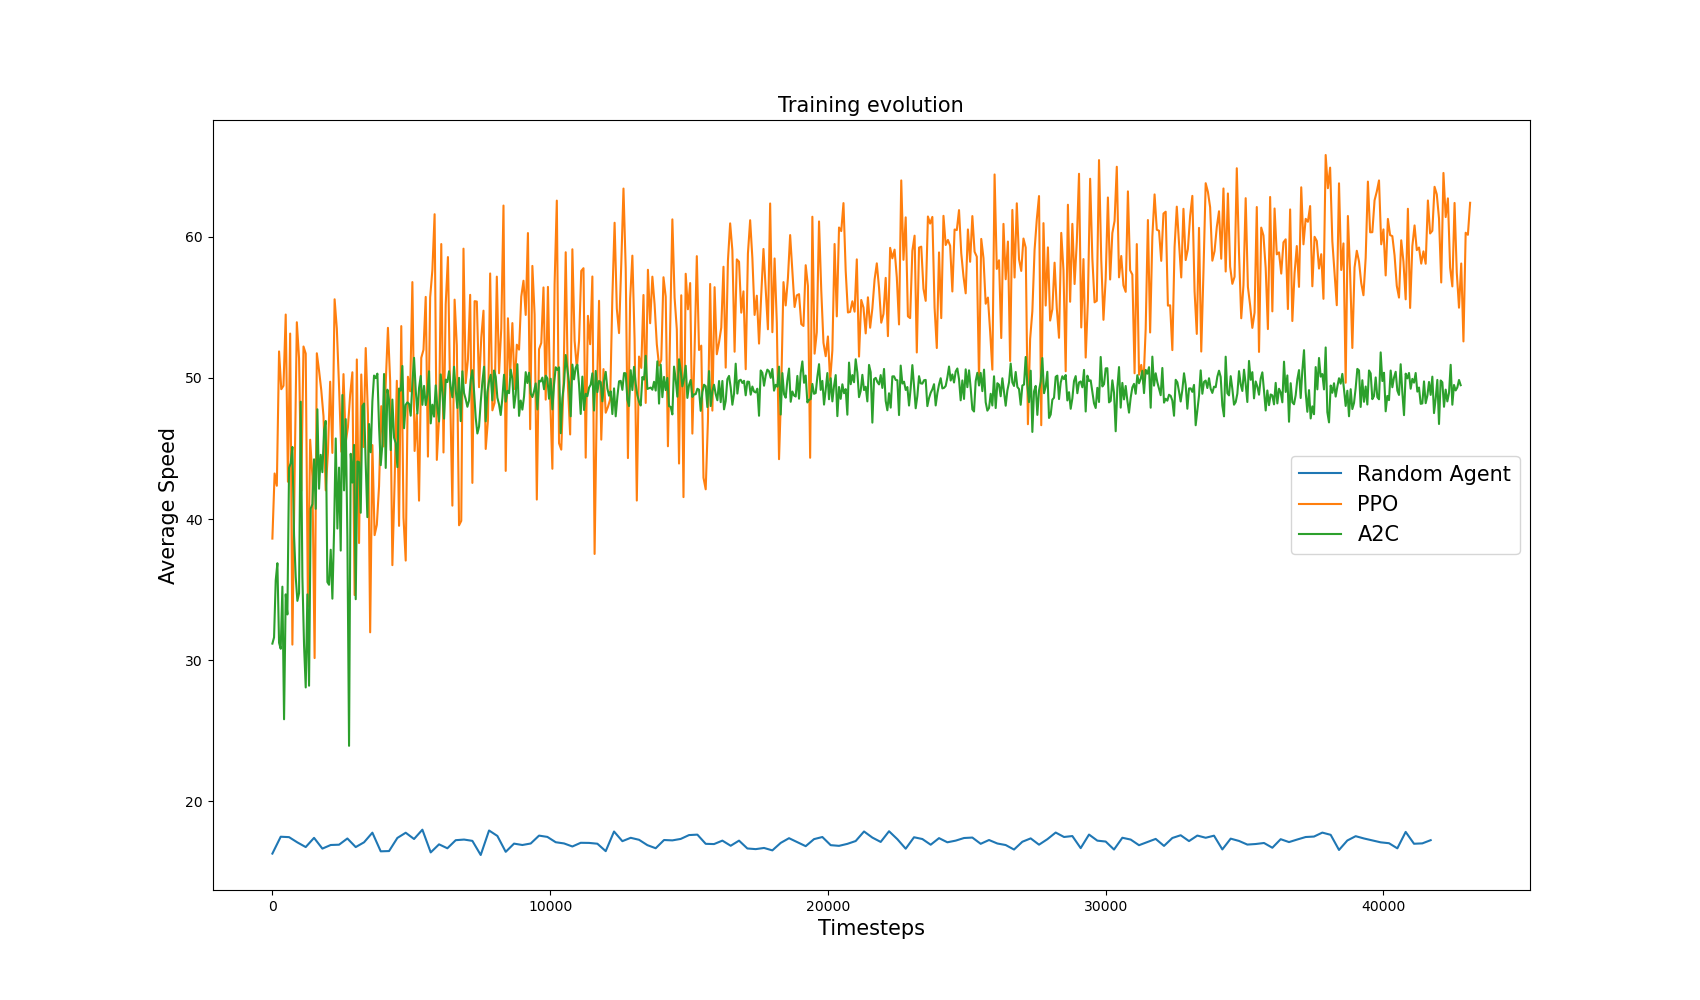 Training evolution
Average Speed
60
50
40
30
20
Random Agent
PPO
A2C
0
10000
20000
30000
40000
Timesteps